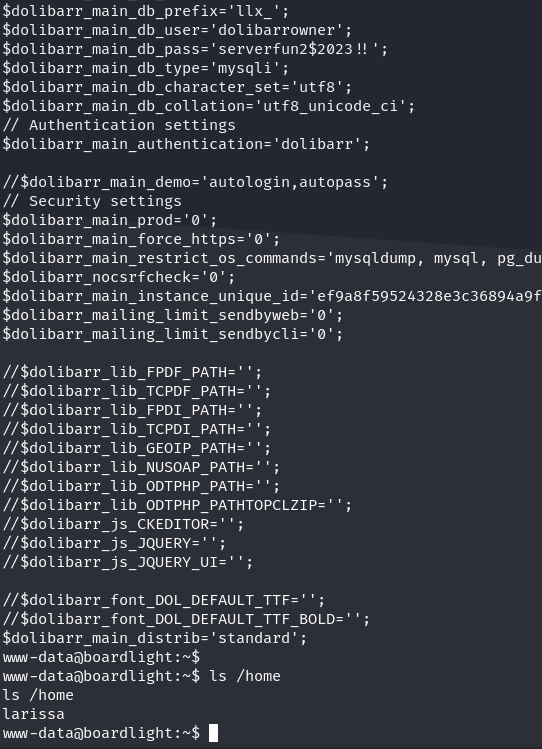 $dolibarr_main_db_prefix='llx_';
$dolibarr_main_db_user='dolibarrowner';
$dolibarr_main_db_pass='serverfun2$2023!!';
$dolibarr_main_db_type='mysqli';
$dolibarr_main_db_character_set='utf8';
$dolibarr_main_db_collation='utf8_unicode_ci';
// Authentication settings
$dolibarr_main_authentication='dolibarr';
//$dolibarr_main_demo='autologin,autopass';
// Security settings
$dolibarr_main_prod='0';
$dolibarr_main_force_https='0';
$dolibarr_main_restrict_os_commands='mysqldump, mysql, pg_du
$dolibarr_nocsrfcheck='0';
$dolibarr_main_instance_unique_id='ef9a8f59524328e3c36894a9f
$dolibarr_mailing_limit_sendbyweb='0';
$dolibarr_mailing_limit_sendbycli='0';
//$dolibarr_lib_FPDF_PATH='';
//$dolibarr_lib_TCPDF_PATH='';
//$dolibarr_lib_FPDI_PATH='';
//$dolibarr_lib_TCPDI_PATH='';
//$dolibarr_lib_GEOIP_PATH='';
//$dolibarr_lib_NUSOAP_PATH='';
//$dolibarr_lib_ODTPHP_PATH='';
//$dolibarr_lib_ODTPHP_PATHTOPCLZIP='';
//$dolibarr_js_CKEDITOR='';
//$dolibarr_js_JQUERY='';
//$dolibarr_js_JQUERY_UI='';
//$dolibarr_font_DOL_DEFAULT_TTF='';
//$dolibarr_font_DOL_DEFAULT_TTF_BOLD='';
$dolibarr_main_distrib='standard';
www-data@boardlight:~$
www-data@boardlight:~$ ls /home
ls /home
larissa
www-data@boardlight:~$